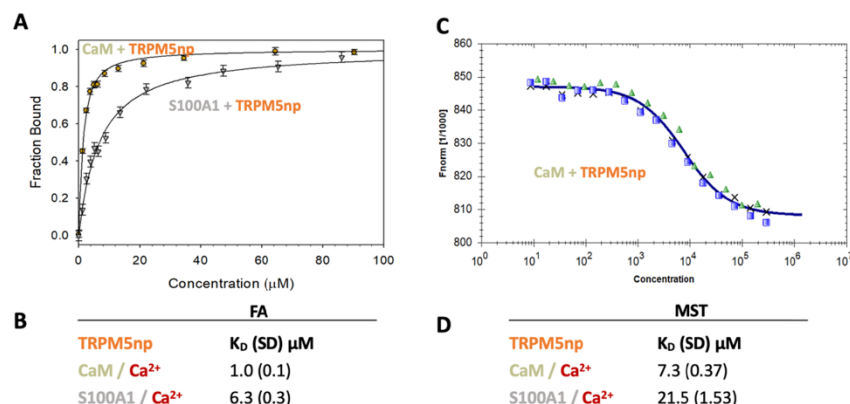 A
CaM + TRPM5np
S100A1 + TRPM5np
1.0
0.8
0.6
0.4
0.2
0.0
Fraction Bound
0 20 40 60 80 100
Concentration (µM)
C
860
850
840
830
820
810
800
Fnorm [1/1000]
CaM + TRPM5np
10⁰ 10¹ 10² 10³ 10⁴ 10⁵ 10⁶ 10⁷
Concentration
B
FA
TRPM5np K_D (SD) µM
CaM / Ca²⁺ 1.0 (0.1)
S100A1 / Ca²⁺ 6.3 (0.3)
D
MST
TRPM5np K_D (SD) µM
CaM / Ca²⁺ 7.3 (0.37)
S100A1 / Ca²⁺ 21.5 (1.53)